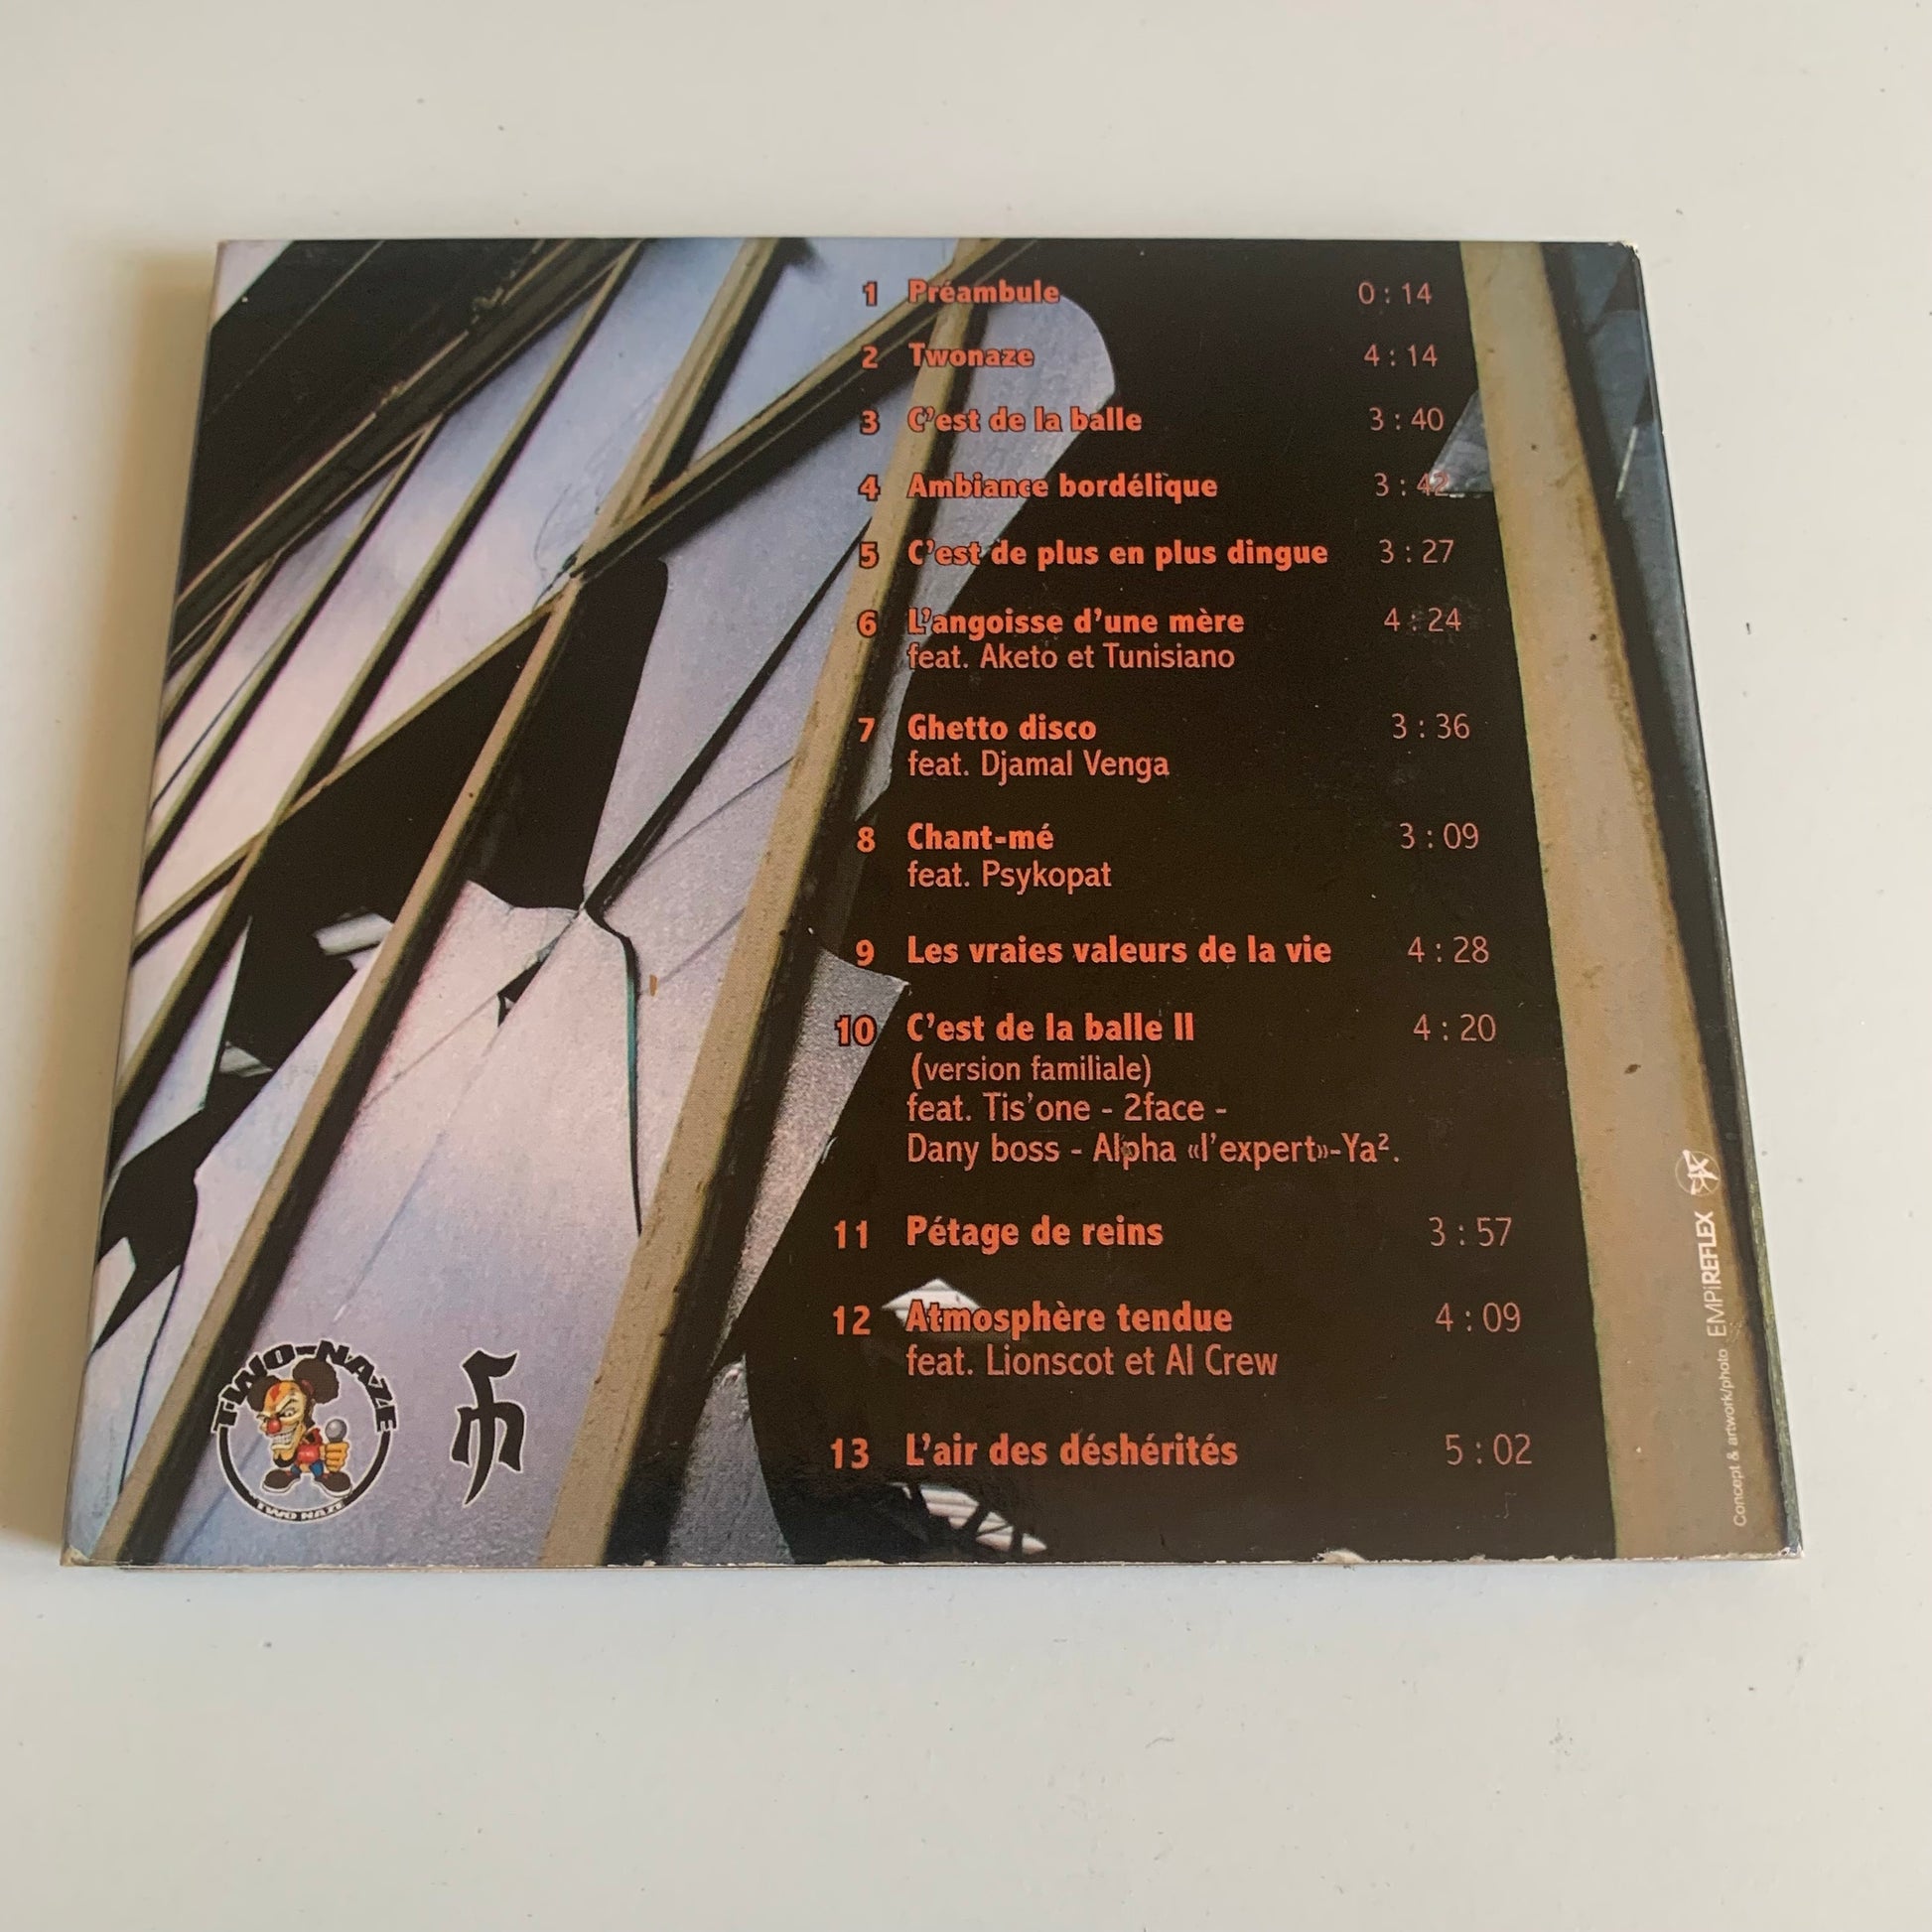 1 Préambule 0 : 14
2 Twonaze 4 : 14
3 C'est de la balle 3 : 40
4 Ambiance bordélique 3 : 42
5 C'est de plus en plus dingue 3 : 27
6 L'angoisse d'une mère 4 : 24
feat. Aketo et Tunisiano
7 Ghetto disco 3 : 36
feat. Djamal Venga
8 Chant-mé 3 : 09
feat. Psykopat
9 Les vraies valeurs de la vie 4 : 28
10 C'est de la balle II 4 : 20
(version familiale)
feat. Tis'one - 2face -
Dany boss - Alpha «l'expert»-Ya².
11 Pétage de reins 3 : 57
12 Atmosphère tendue 4 : 09
feat. Lionscot et Al Crew
13 L'air des déshérités 5 : 02
TWO-NAZE
TWO NAZE
Concept & artwork/photo EMPiREFLEX